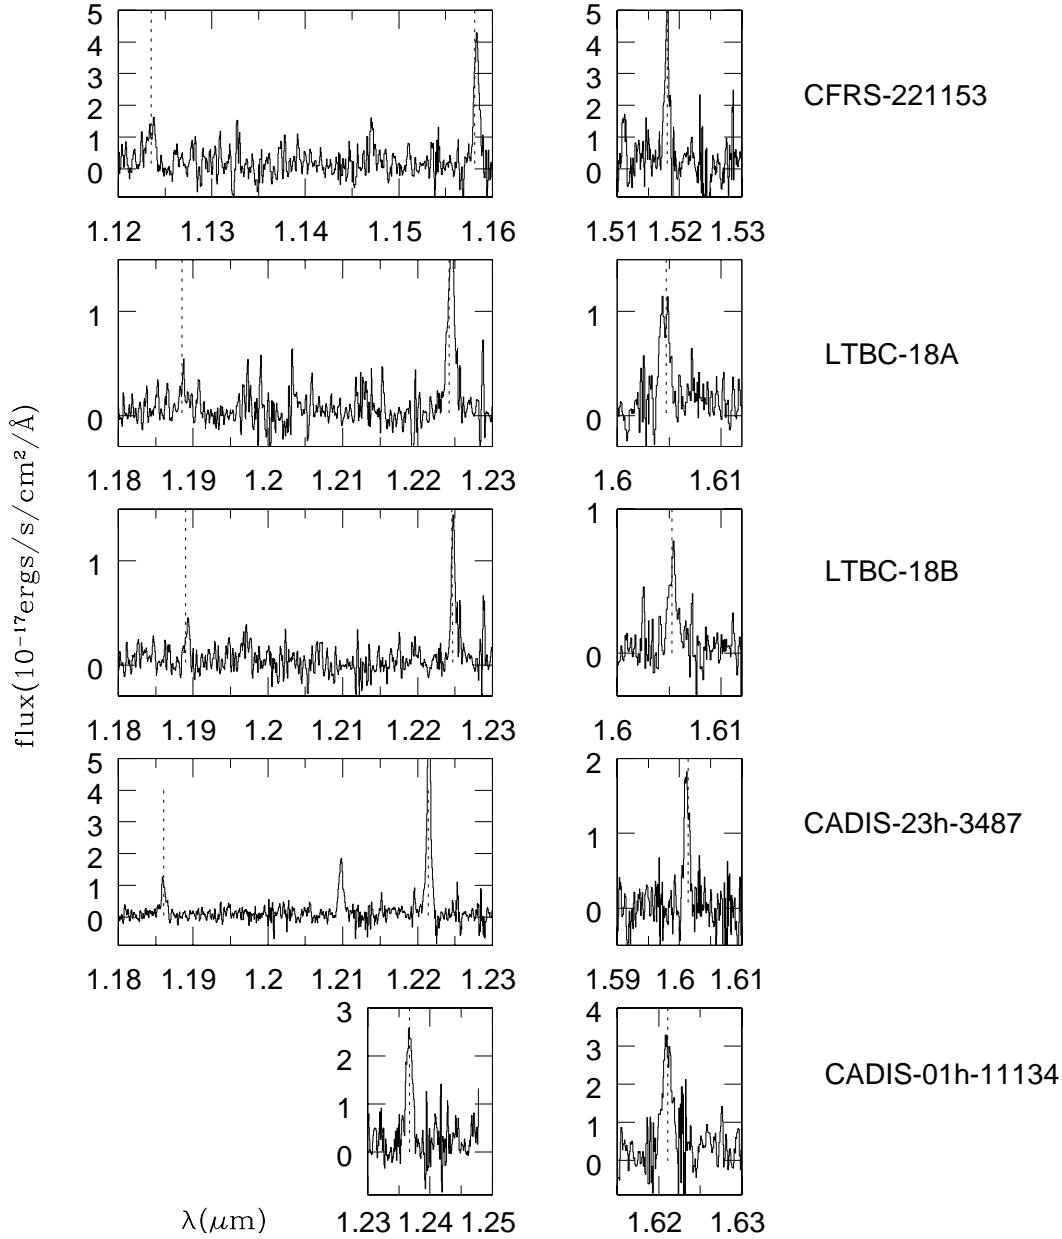 5
4
3
2
1
0
1.12 1.13 1.14 1.15 1.16
1.51 1.52 1.53
CFRS-221153
1
0
1.18 1.19 1.2 1.21 1.22 1.23
1
0
1.6 1.61
LTBC-18A
1
0
1.18 1.19 1.2 1.21 1.22 1.23
1
0
1.6 1.61
LTBC-18B
5
4
3
2
1
0
1.18 1.19 1.2 1.21 1.22 1.23
2
1
0
1.59 1.6 1.61
CADIS-23h-3487
3
2
1
0
1.23 1.24 1.25
4
3
2
1
0
1.62 1.63
CADIS-01h-11134
flux(10⁻¹⁷ergs/s/cm²/Å)
λ(μm)